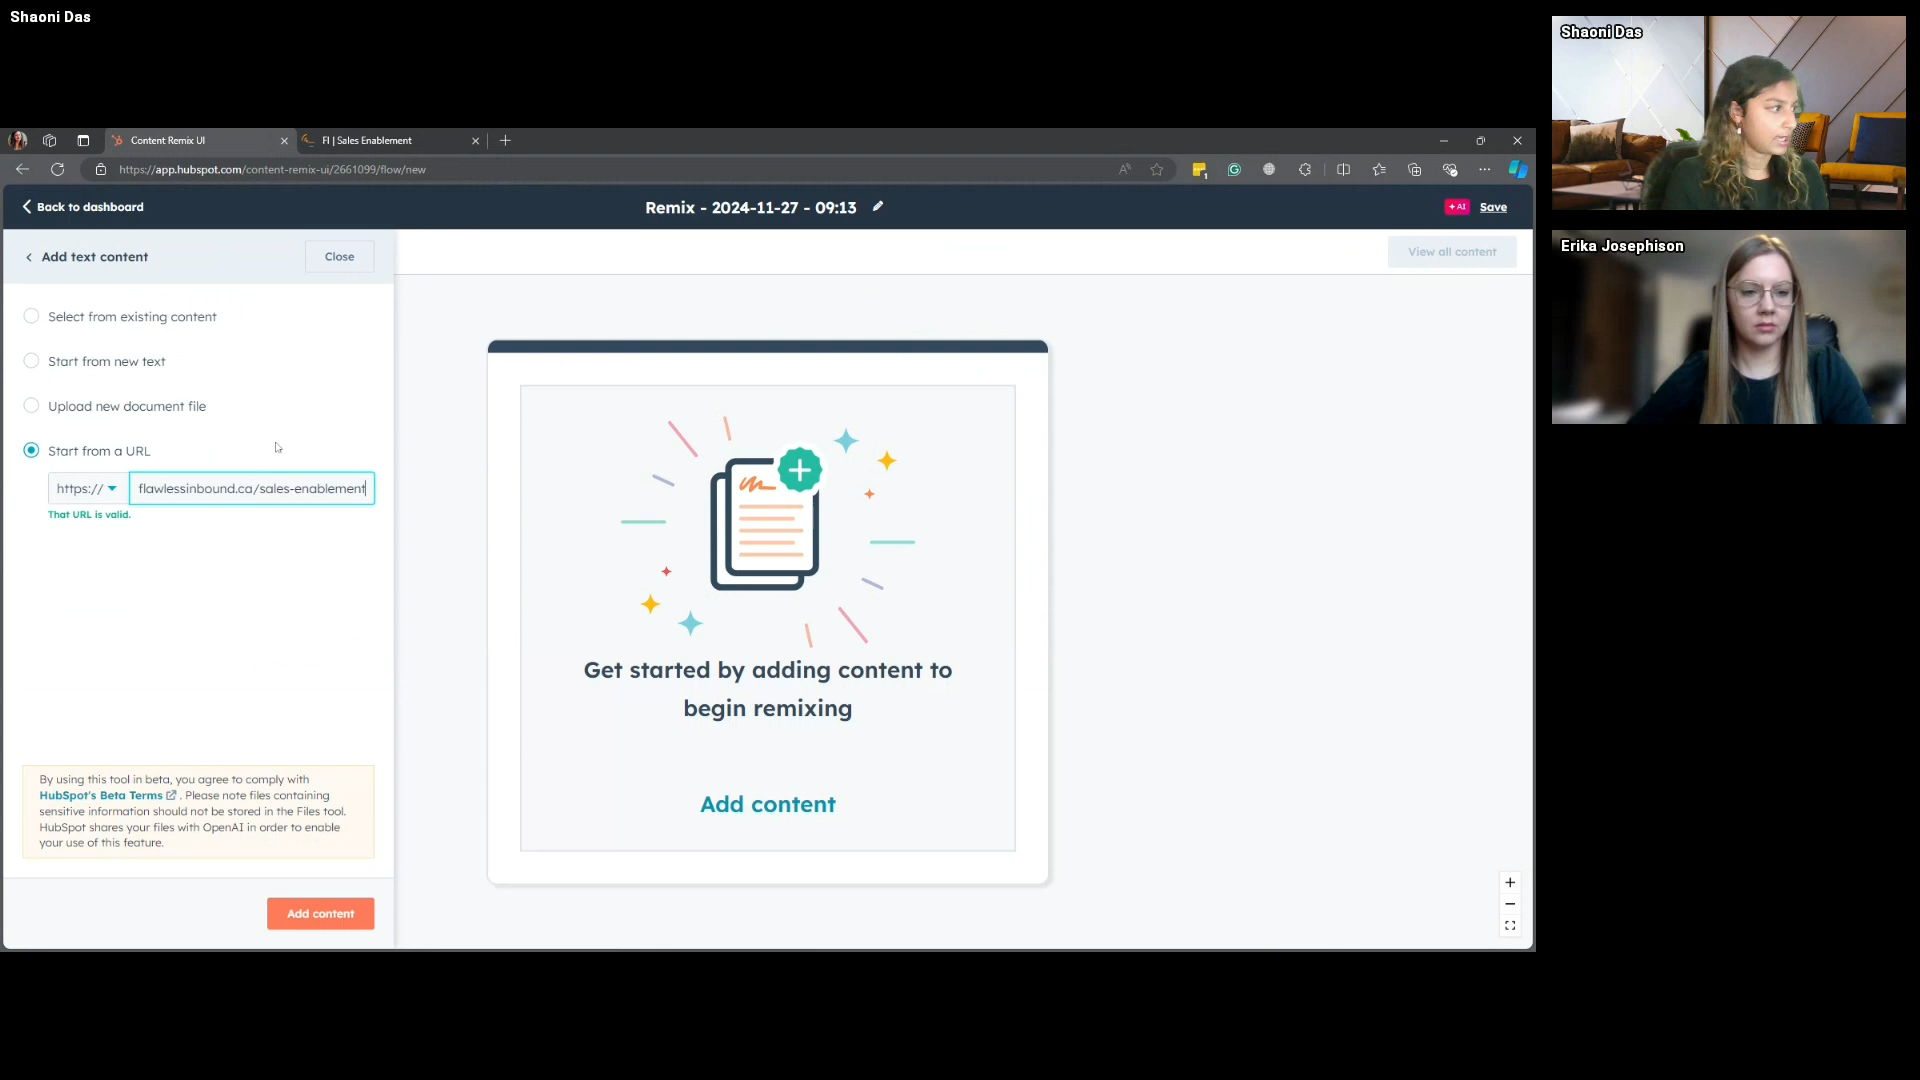 Shaoni Das
Shaoni Das
Content Remix UI
FI | Sales Enablement
https://app.hubspot.com/content-remix-ui/2661099/flow/new
1
Back to dashboard
Remix - 2024-11-27 - 09:13
AI
Save
Add text content
Close
View all content
Erika Josephison
Select from existing content
Start from new text
Upload new document file
Start from a URL
https://
flawlessinbound.ca/sales-enablement
That URL is valid.
Get started by adding content to
begin remixing
Add content
By using this tool in beta, you agree to comply with
HubSpot's Beta Terms . Please note files containing
sensitive information should not be stored in the Files tool.
HubSpot shares your files with OpenAI in order to enable
your use of this feature.
Add content